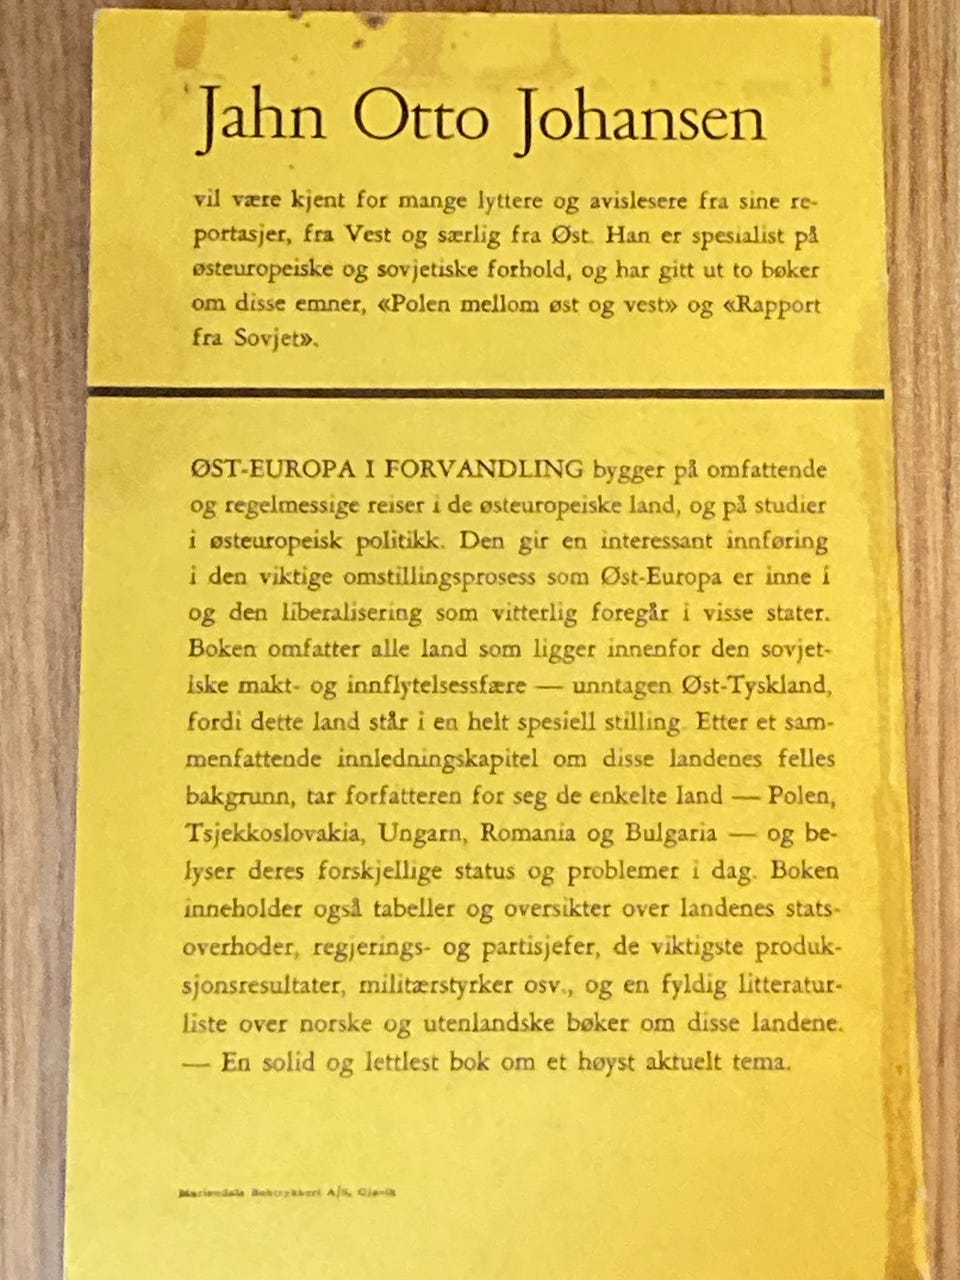 Jahn Otto Johansen
vil være kjent for mange lyttere og avislesere fra sine re-
portasjer, fra Vest og særlig fra Øst. Han er spesialist på
østeuropeiske og sovjetiske forhold, og har gitt ut to bøker
om disse emner, «Polen mellom øst og vest» og «Rapport
fra Sovjet».
ØST-EUROPA I FORVANDLING bygger på omfattende
og regelmessige reiser i de østeuropeiske land, og på studier
i østeuropeisk politikk. Den gir en interessant innføring
i den viktige omstillingsprosess som Øst-Europa er inne i
og den liberalisering som vitterlig foregår i visse stater.
Boken omfatter alle land som ligger innenfor den sovjet-
iske makt- og innflytelsessfære — unntagen Øst-Tyskland,
fordi dette land står i en helt spesiell stilling. Etter et sam-
menfattende innledningskapitel om disse landenes felles
bakgrunn, tar forfatteren for seg de enkelte land — Polen,
Tsjekkoslovakia, Ungarn, Romania og Bulgaria — og be-
lyser deres forskjellige status og problemer i dag. Boken
inneholder også tabeller og oversikter over landenes stats-
overhoder, regjerings- og partisjefer, de viktigste produk-
sjonsresultater, militærstyrker osv., og en fyldig litteratur-
liste over norske og utenlandske bøker om disse landene.
— En solid og lettlest bok om et høyst aktuelt tema.
Mariendals Boktrykkeri A/S, Gjøvik